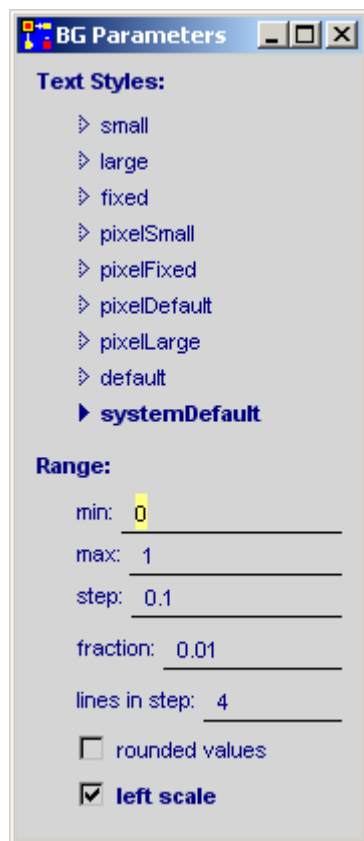 BG Parameters
Text Styles:
small
large
fixed
pixelSmall
pixelFixed
pixelDefault
pixelLarge
default
systemDefault
Range:
min: 0
max: 1
step: 0.1
fraction: 0.01
lines in step: 4
rounded values
left scale